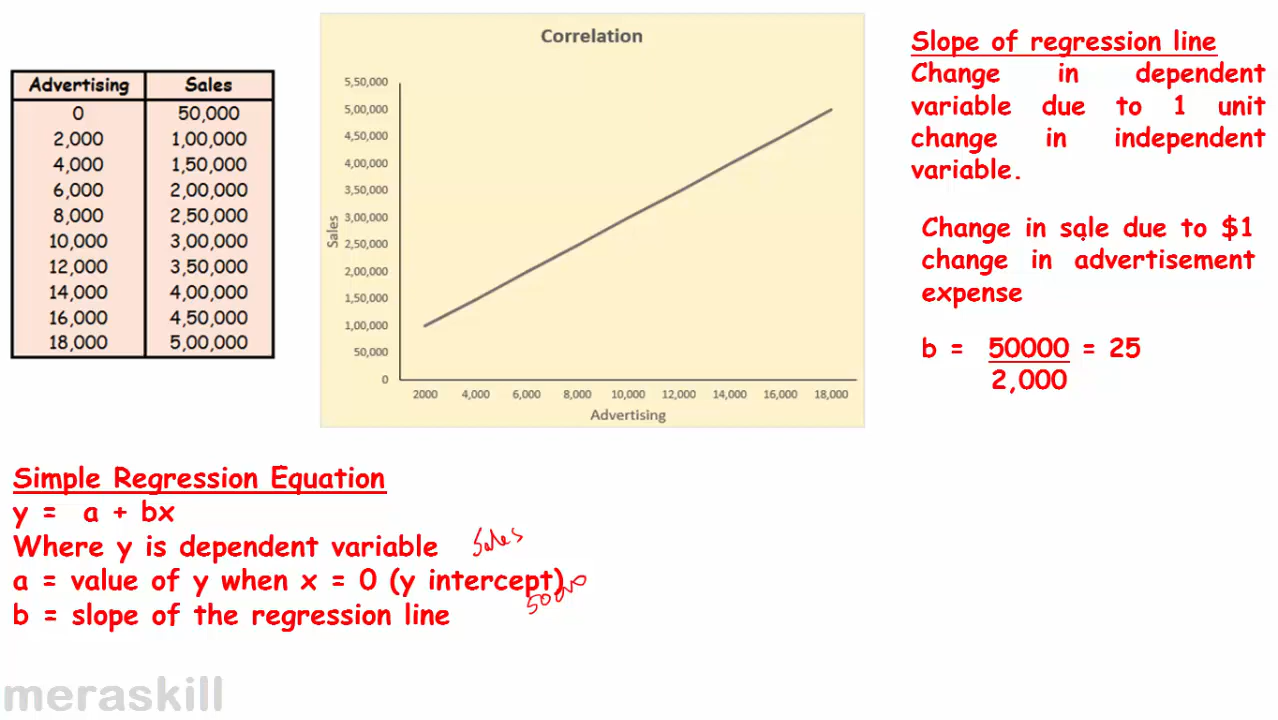 Advertising Sales
0 50,000
2,000 1,00,000
4,000 1,50,000
6,000 2,00,000
8,000 2,50,000
10,000 3,00,000
12,000 3,50,000
14,000 4,00,000
16,000 4,50,000
18,000 5,00,000
Correlation
5,50,000
5,00,000
4,50,000
4,00,000
3,50,000
3,00,000
2,50,000
2,00,000
1,50,000
1,00,000
50,000
0
Sales
2000 4,000 6,000 8,000 10,000 12,000 14,000 16,000 18,000
Advertising
Slope of regression line
Change in dependent
variable due to 1 unit
change in independent
variable.
Change in sale due to $1
change in advertisement
expense
b = 50000 = 25
2,000
Simple Regression Equation
y = a + bx
Where y is dependent variable Sales
a = value of y when x = 0 (y intercept)
50000
b = slope of the regression line
meraskill